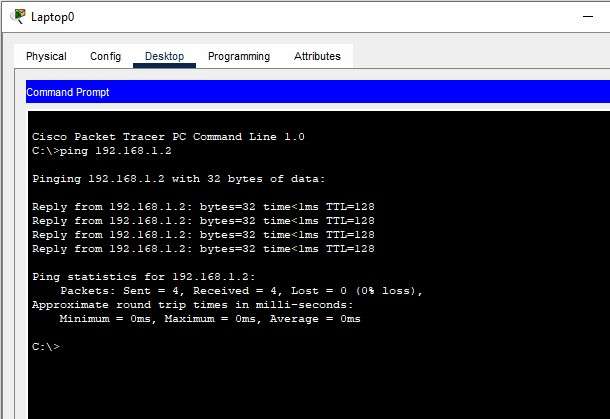 Laptop0
Physical Config Desktop Programming Attributes
Command Prompt
Cisco Packet Tracer PC Command Line 1.0
C:\>ping 192.168.1.2
Pinging 192.168.1.2 with 32 bytes of data:
Reply from 192.168.1.2: bytes=32 time<1ms TTL=128
Reply from 192.168.1.2: bytes=32 time<1ms TTL=128
Reply from 192.168.1.2: bytes=32 time<1ms TTL=128
Reply from 192.168.1.2: bytes=32 time<1ms TTL=128
Ping statistics for 192.168.1.2:
Packets: Sent = 4, Received = 4, Lost = 0 (0% loss),
Approximate round trip times in milli-seconds:
Minimum = 0ms, Maximum = 0ms, Average = 0ms
C:\>